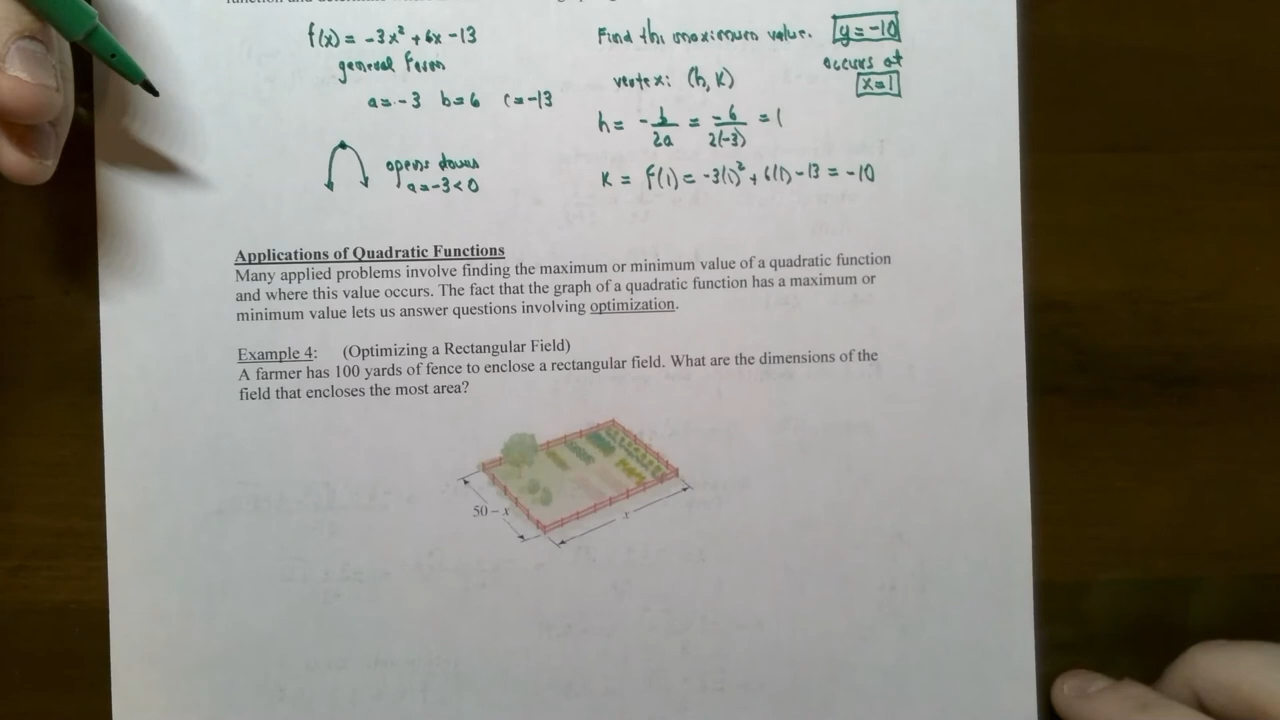 f(x) = -3x² + 6x - 13
general form
a = -3 b = 6 c = -13
opens down
a = -3 < 0
Find the maximum value. y = -10
occurs at
x = 1
vertex: (h, k)
h = -b/2a = -6/2(-3) = 1
K = f(1) = -3(1)² + 6(1) - 13 = -10
Applications of Quadratic Functions
Many applied problems involve finding the maximum or minimum value of a quadratic function
and where this value occurs. The fact that the graph of a quadratic function has a maximum or
minimum value lets us answer questions involving optimization.
Example 4: (Optimizing a Rectangular Field)
A farmer has 100 yards of fence to enclose a rectangular field. What are the dimensions of the
field that encloses the most area?
50 – x
x